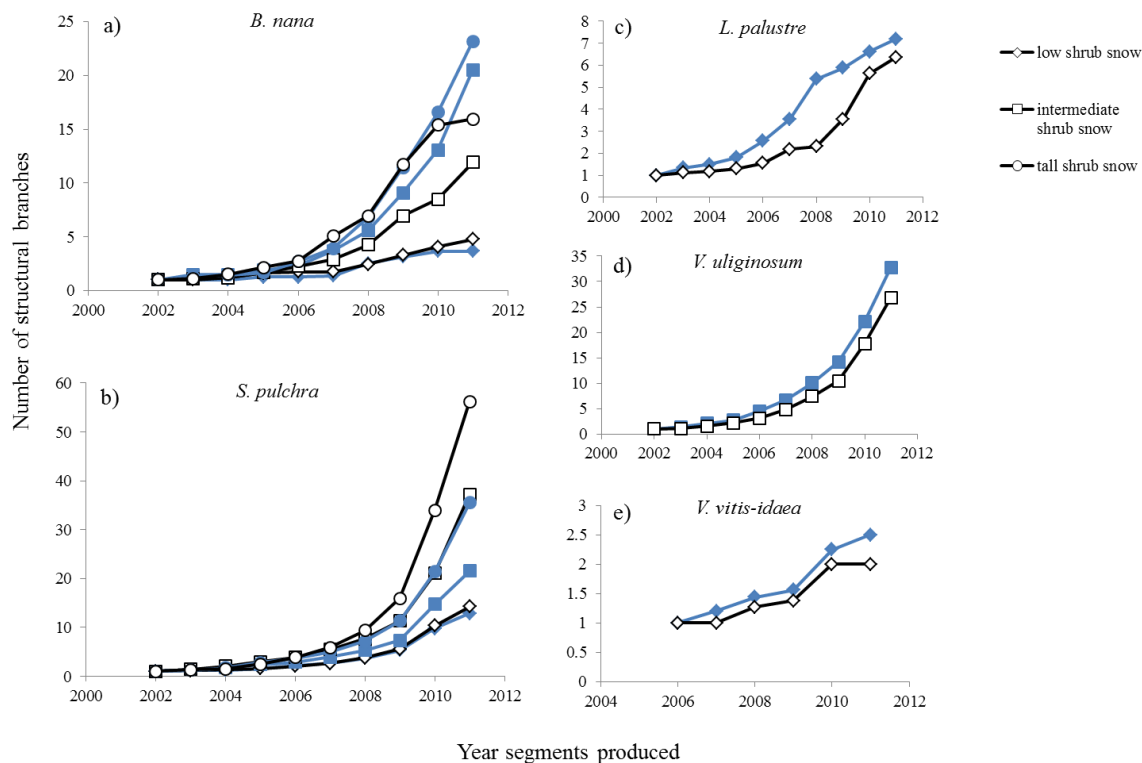 a)
B. nana
25
20
15
10
5
0
2000 2002 2004 2006 2008 2010 2012
b)
S. pulchra
60
50
40
30
20
10
0
2000 2002 2004 2006 2008 2010 2012
c)
L. palustre
8
7
6
5
4
3
2
1
0
2000 2002 2004 2006 2008 2010 2012
d)
V. uliginosum
35
30
25
20
15
10
5
0
2000 2002 2004 2006 2008 2010 2012
e)
V. vitis-idaea
3
2.5
2
1.5
1
0.5
0
2004 2006 2008 2010 2012
low shrub snow
intermediate
shrub snow
tall shrub snow
Number of structural branches
Year segments produced